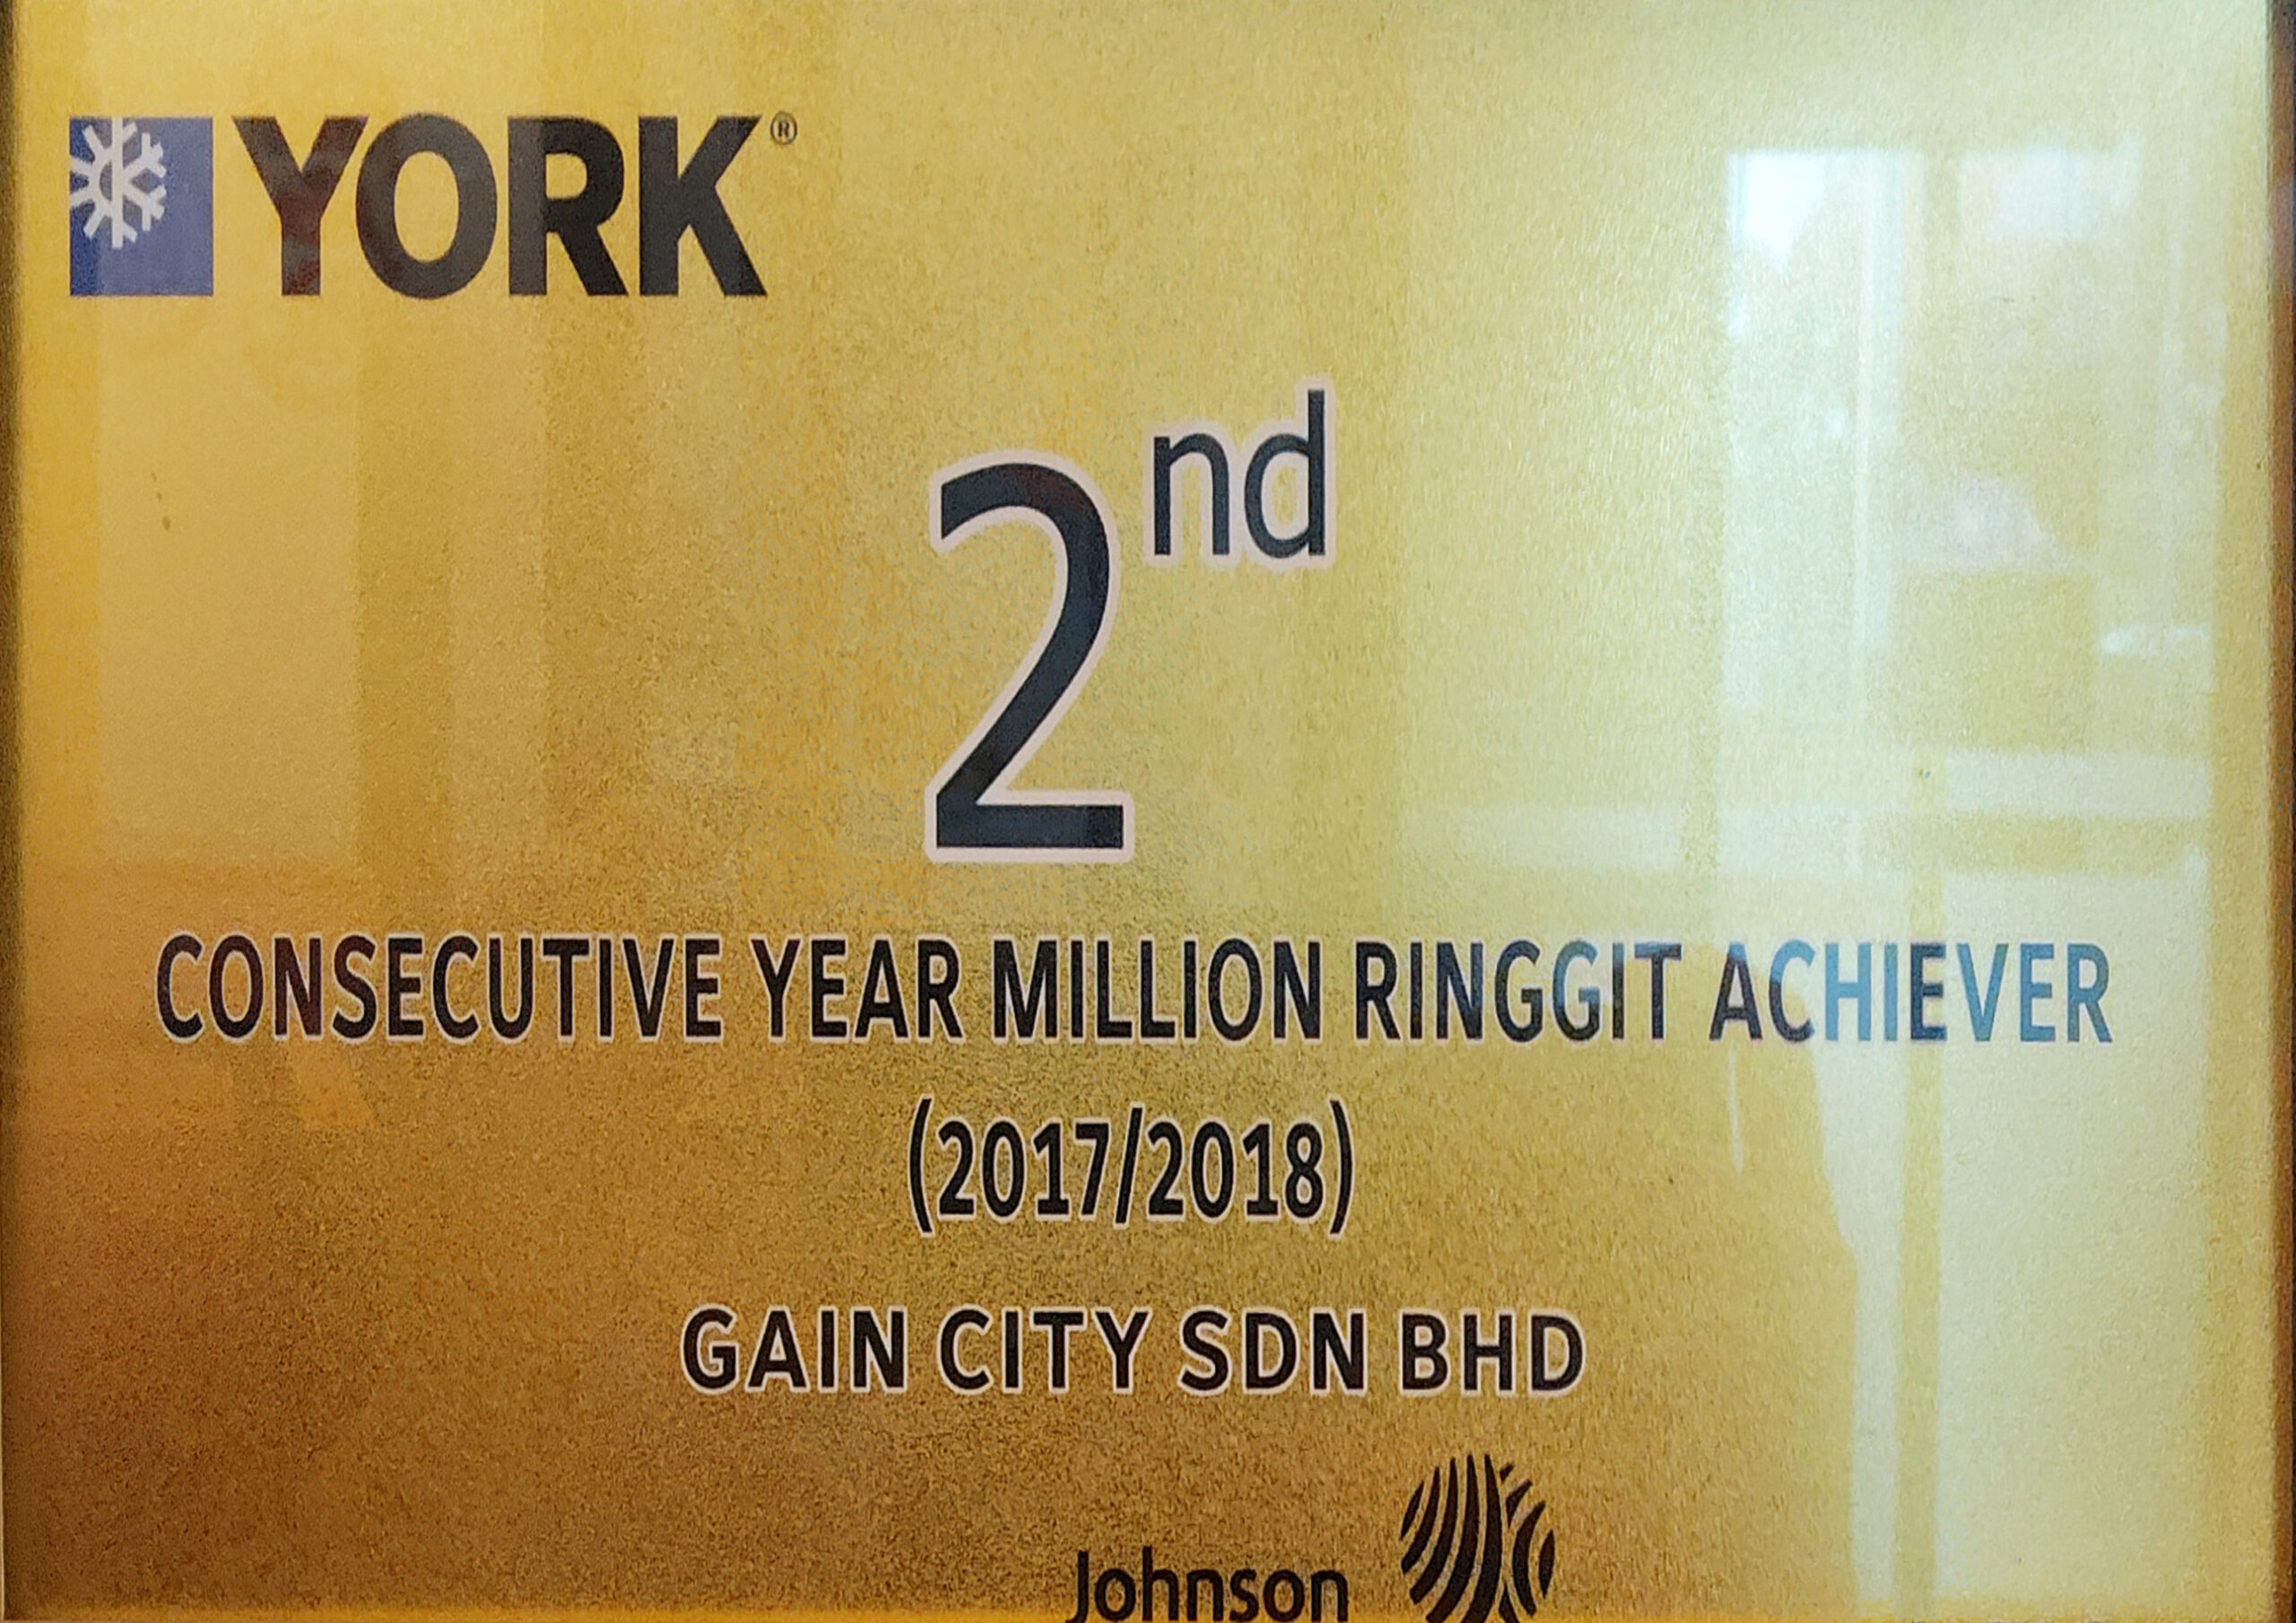 YORK®
2nd
CONSECUTIVE YEAR MILLION RINGGIT ACHIEVER
(2017/2018)
GAIN CITY SDN BHD
Johnson